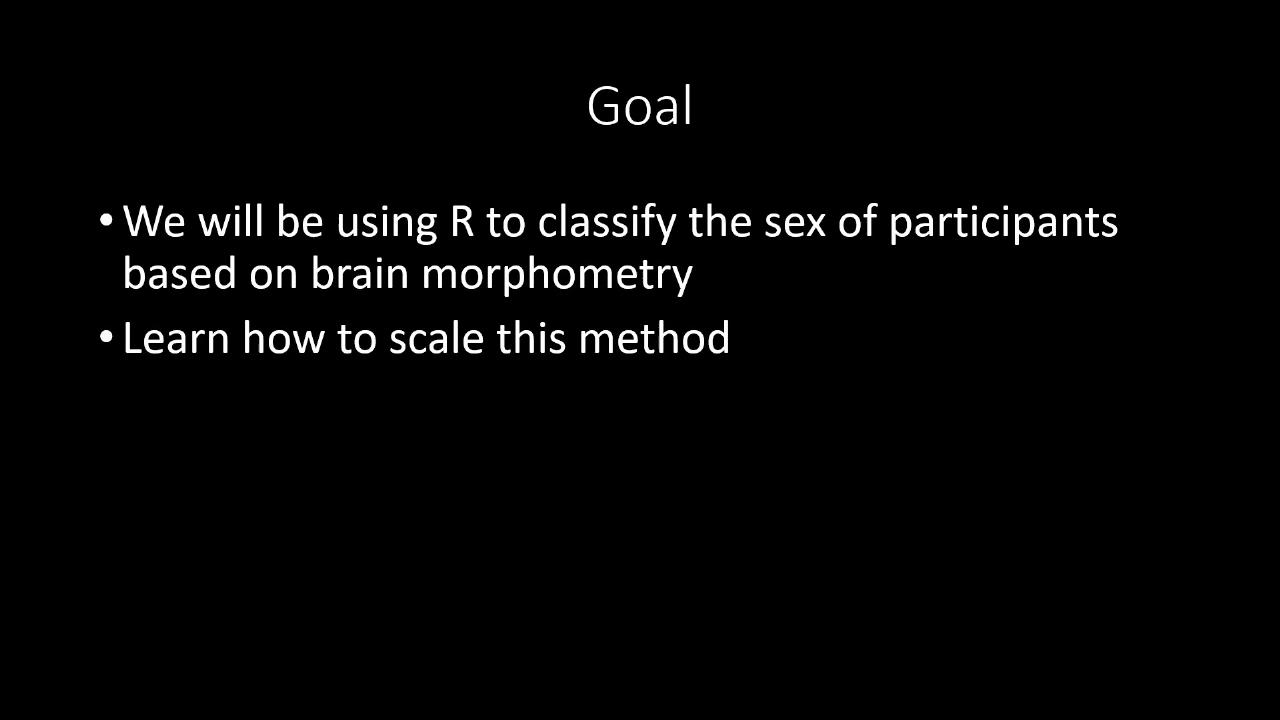 Goal
• We will be using R to classify the sex of participants
based on brain morphometry
• Learn how to scale this method